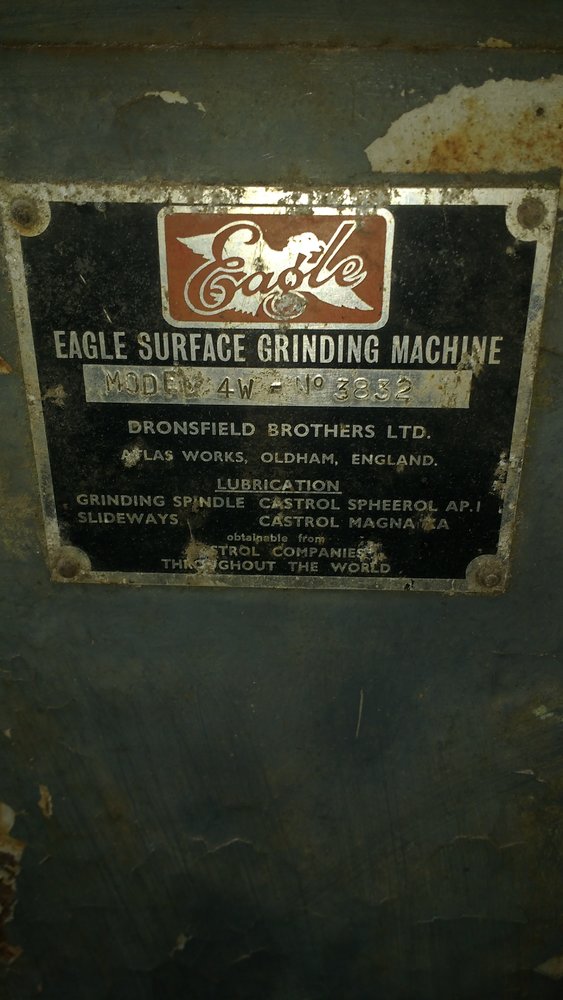 Eagle
EAGLE SURFACE GRINDING MACHINE
MODEL 4W - Nº 3832
DRONSFIELD BROTHERS LTD.
ATLAS WORKS, OLDHAM, ENGLAND.
LUBRICATION
GRINDING SPINDLE CASTROL SPHEEROL AP.1
SLIDEWAYS CASTROL MAGNA
obtainable from
CASTROL COMPANIES
THROUGHOUT THE WORLD